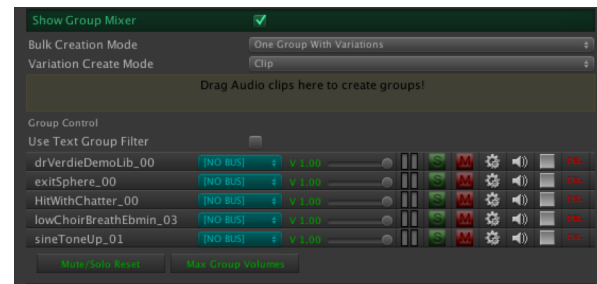 Show Group Mixer
Bulk Creation Mode One Group With Variations
Variation Create Mode Clip
Drag Audio clips here to create groups!
Group Control
Use Text Group Filter
drVerdieDemoLib_00 [NO BUS] V 1.00 S M
exitSphere_00 [NO BUS] V 1.00 S M
HitWithChatter_00 [NO BUS] V 1.00 S M
lowChoirBreathEbmin_03 [NO BUS] V 1.00 S M
sineToneUp_01 [NO BUS] V 1.00 S M
Mute/Solo Reset Max Group Volumes